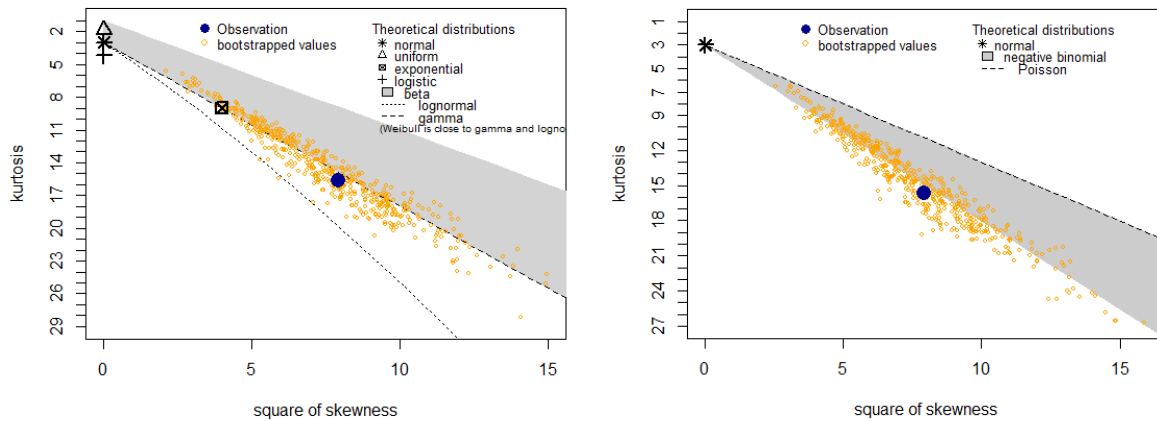 Observation
bootstrapped values
Theoretical distributions
normal
uniform
exponential
logistic
beta
lognormal
gamma
(Weibull is close to gamma and logno
kurtosis
2
5
8
11
14
17
20
23
26
29
0
5
10
15
square of skewness
Observation
bootstrapped values
Theoretical distributions
normal
negative binomial
Poisson
kurtosis
1
3
5
7
9
12
15
18
21
24
27
0
5
10
15
square of skewness